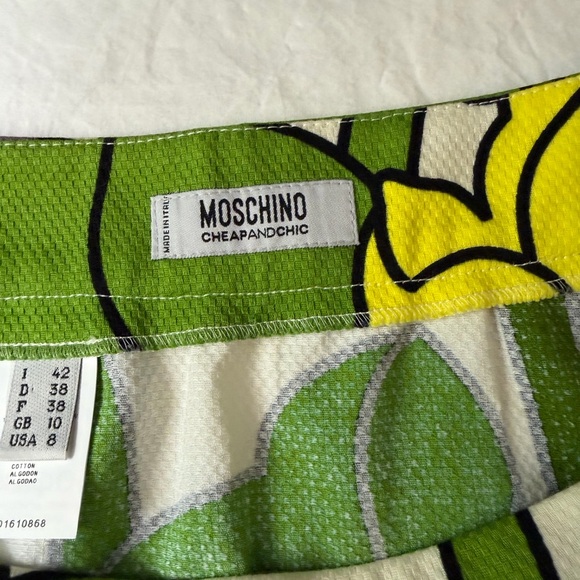 MADE IN ITALY
MOSCHINO
CHEAPANDCHIC
I 42
D 38
F 38
GB 10
USA 8
COTTON
ALGODON
ALGODAO
01610868